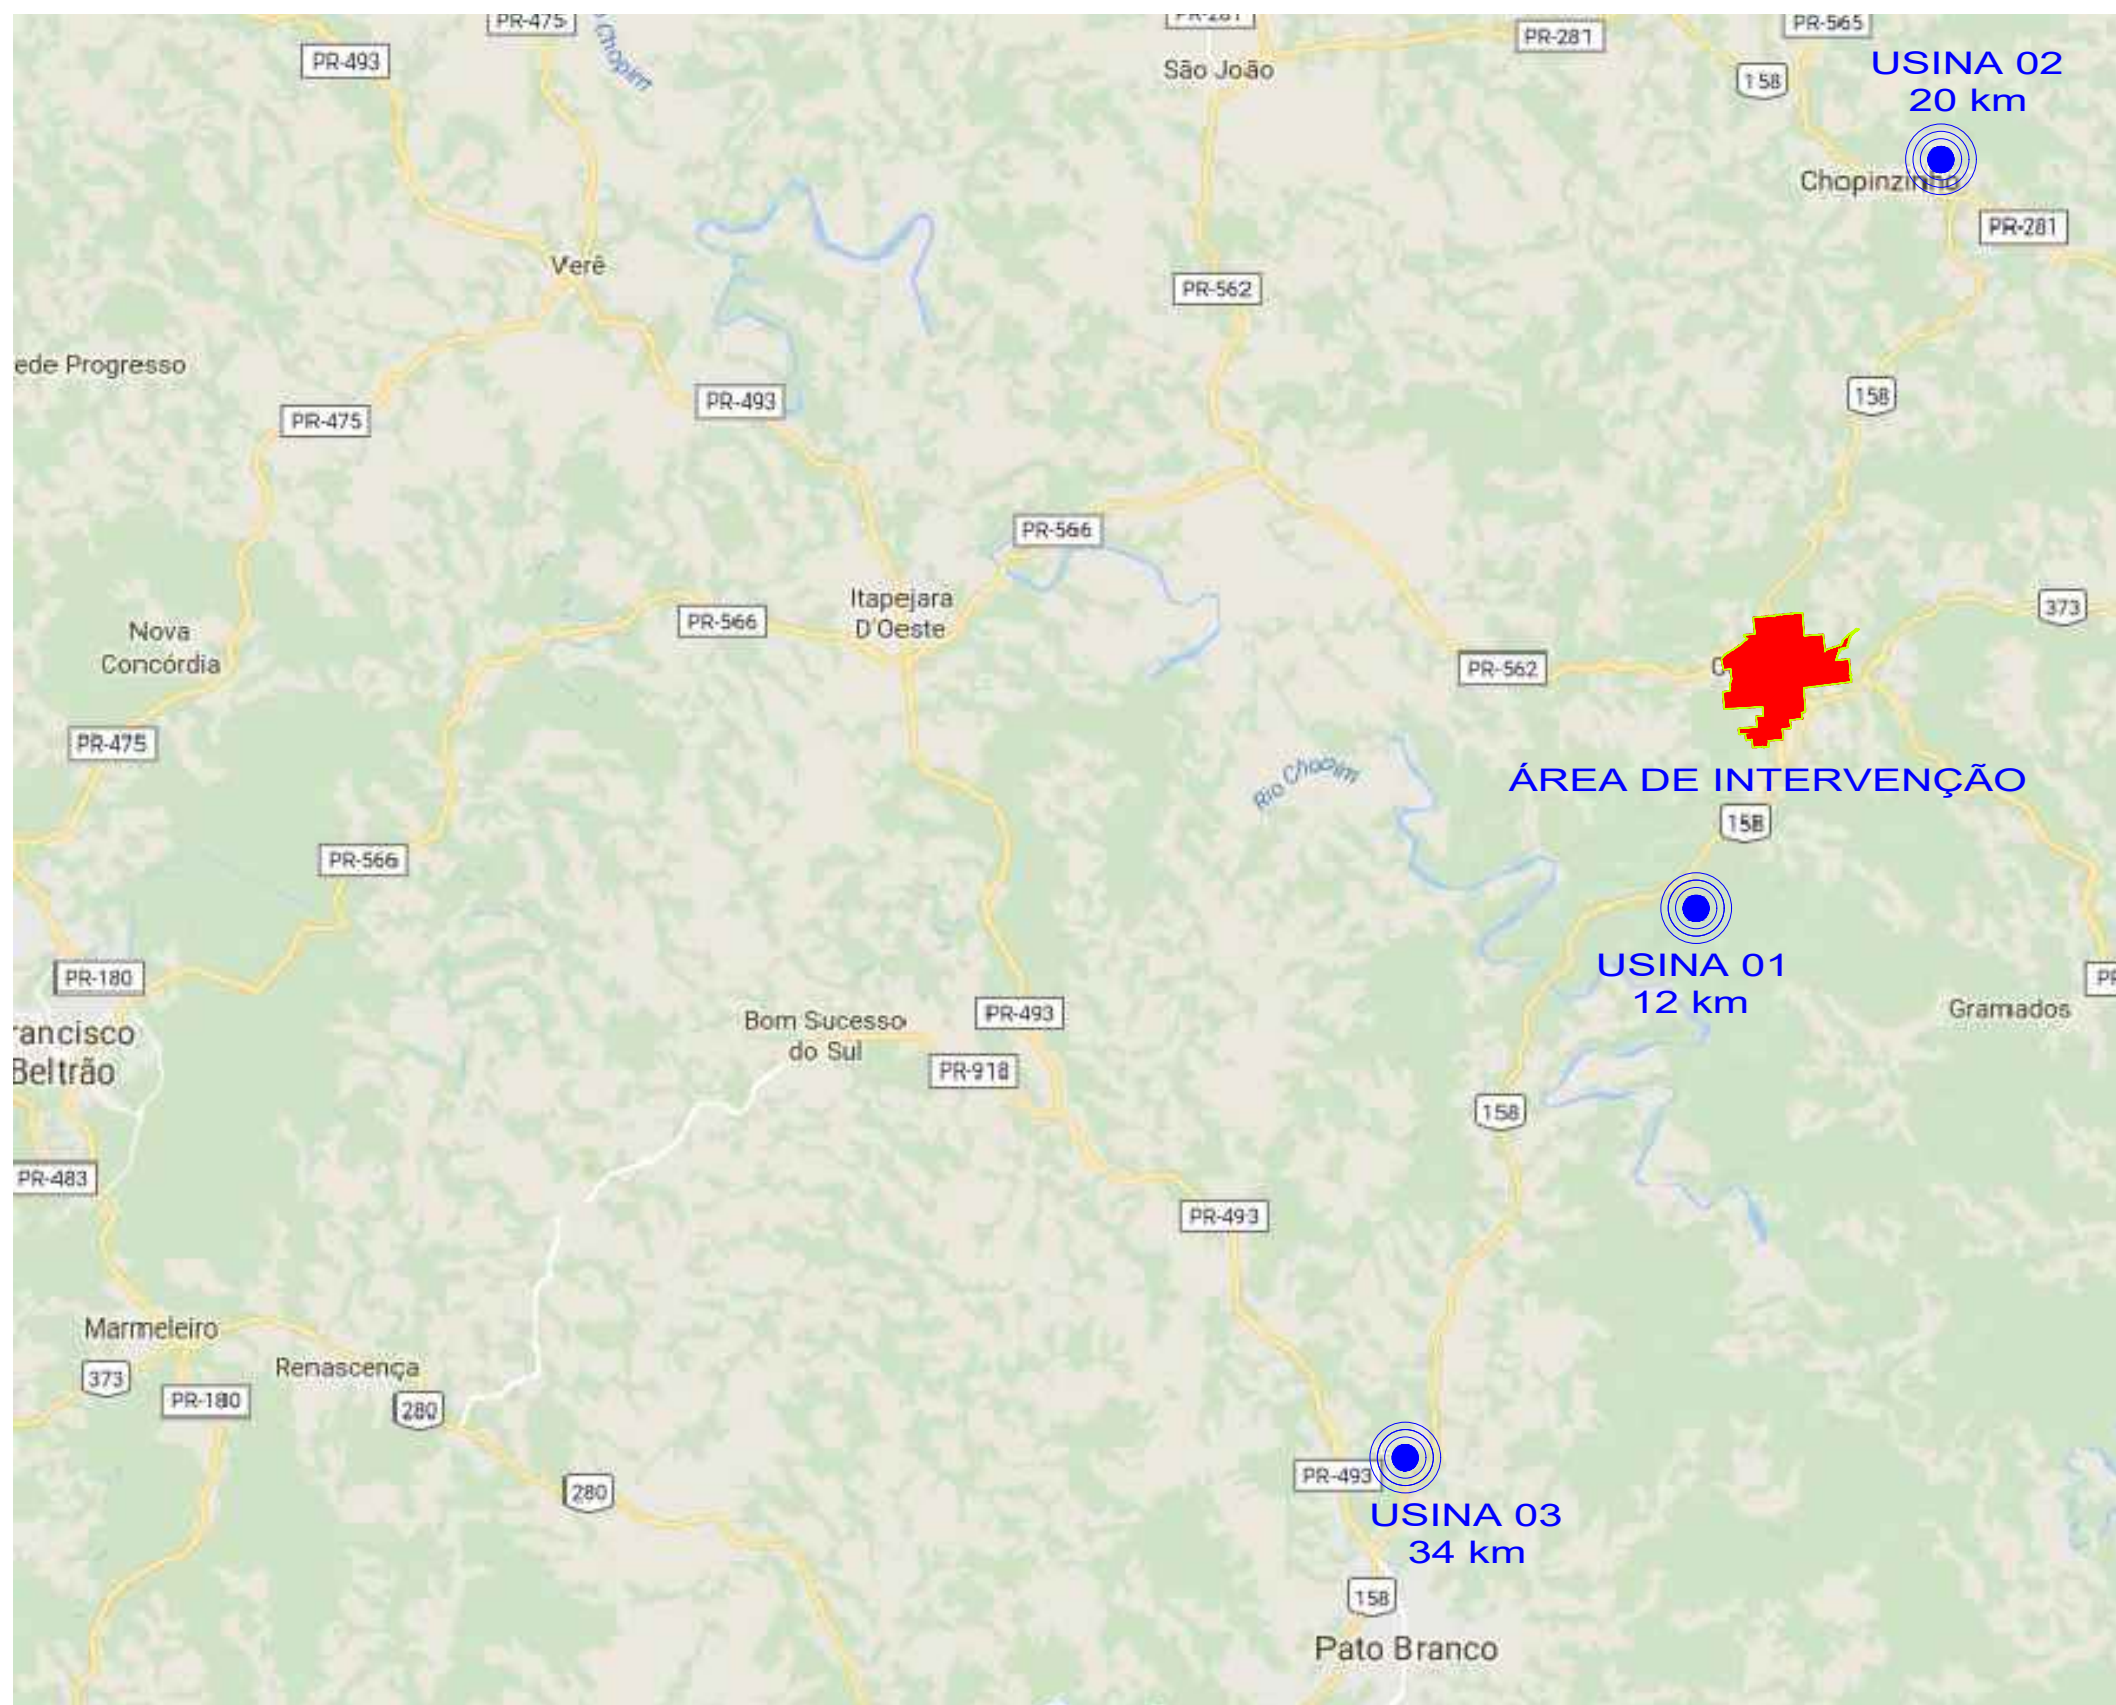 PR-475
PR-281
PR-565
Chopim
PR-493
São João
PR-281
158
USINA 02
20 km
Chopinzinho
PR-281
Verê
PR-562
ede Progresso
PR-475
PR-493
158
PR-566
Itapejara
D'Oeste
PR-566
373
Nova
Concórdia
PR-562
C
PR-475
Rio Chopim
ÁREA DE INTERVENÇÃO
158
PR-566
USINA 01
12 km
PR-180
PR
Gramados
PR-493
Bom Sucesso
do Sul
rancisco
Beltrão
PR-918
158
PR-483
PR-493
Marmeleiro
Renascença
373
PR-180
280
280
PR-493
USINA 03
34 km
158
Pato Branco